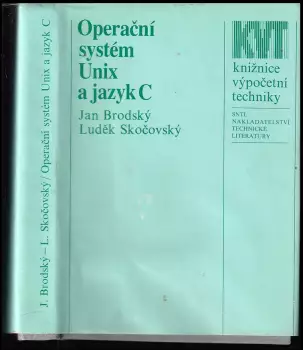 J. Brodský — L. Skočovský / Operační systém Unix a jazyk C
Operační
systém
Unix
a jazyk C
Jan Brodský
Luděk Skočovský
KVT
knižnice
výpočetní
techniky
SNTL
NAKLADATELSTVÍ
TECHNICKÉ
LITERATURY